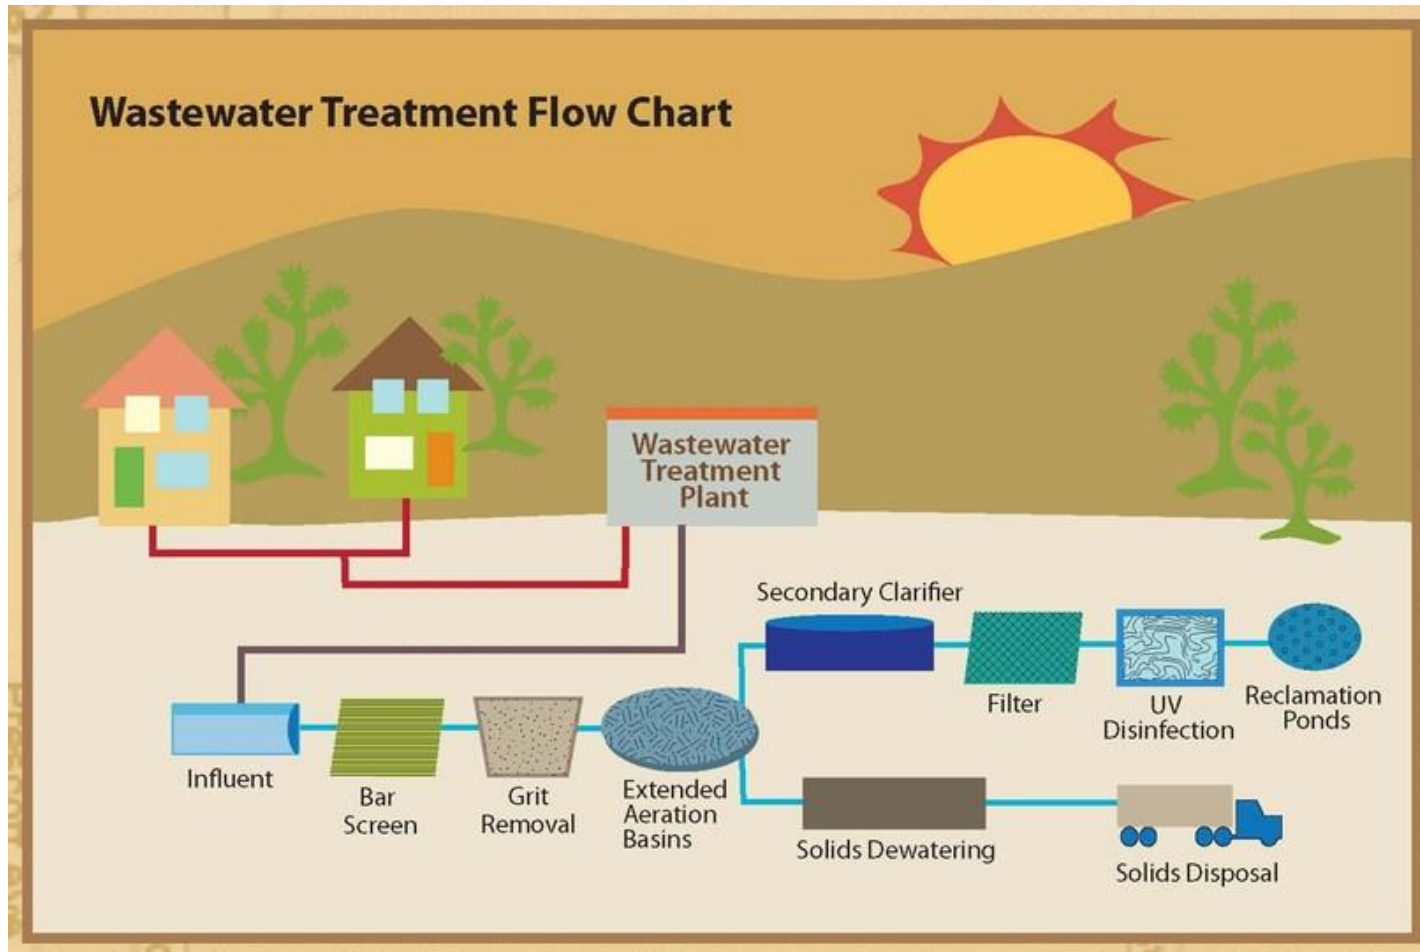 Wastewater Treatment Flow Chart
Wastewater
Treatment
Plant
Secondary Clarifier
Filter
UV
Disinfection
Reclamation
Ponds
Influent
Bar
Screen
Grit
Removal
Extended
Aeration
Basins
Solids Dewatering
Solids Disposal